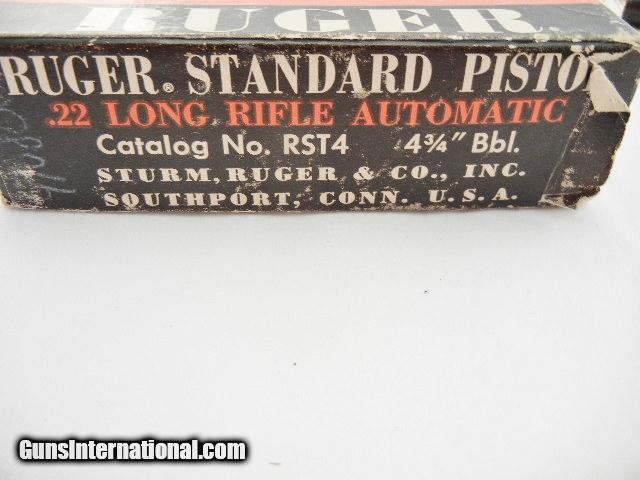 RUGER.
RUGER® STANDARD PISTO
.22 LONG RIFLE AUTOMATIC
Catalog No. RST4 4¾" Bbl.
STURM, RUGER & CO., INC.
SOUTHPORT, CONN. U.S.A.
GunsInternational.com